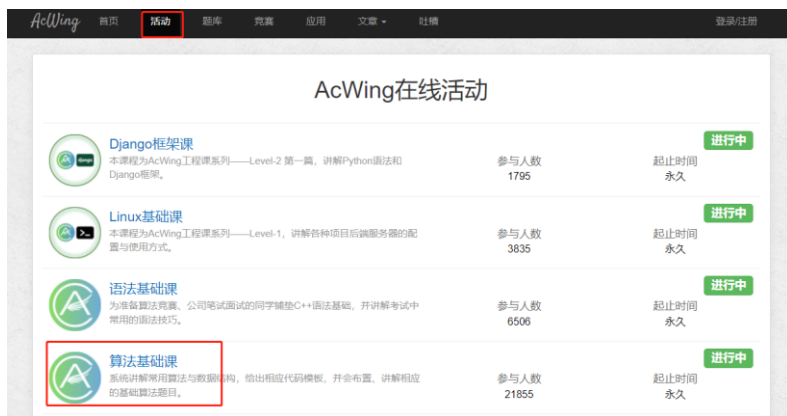 AcWing 首页 活动 题库 竞赛 应用 文章 吐槽 登录/注册
AcWing在线活动
Django框架课
进行中
本课程为AcWing工程课系列——Level-2 第一篇，讲解Python语法和
Django框架。
参与人数
1795
起止时间
永久
Linux基础课
进行中
本课程为AcWing工程课系列——Level-1，讲解各种项目后端服务器的配
置与使用方式。
参与人数
3835
起止时间
永久
语法基础课
进行中
为准备算法竞赛、公司笔试面试的同学铺垫C++语法基础，并讲解考试中
常用的语法技巧。
参与人数
6506
起止时间
永久
算法基础课
进行中
系统讲解常用算法与数据结构，给出相应代码模板，并会布置、讲解相应
的基础算法题目。
参与人数
21855
起止时间
永久